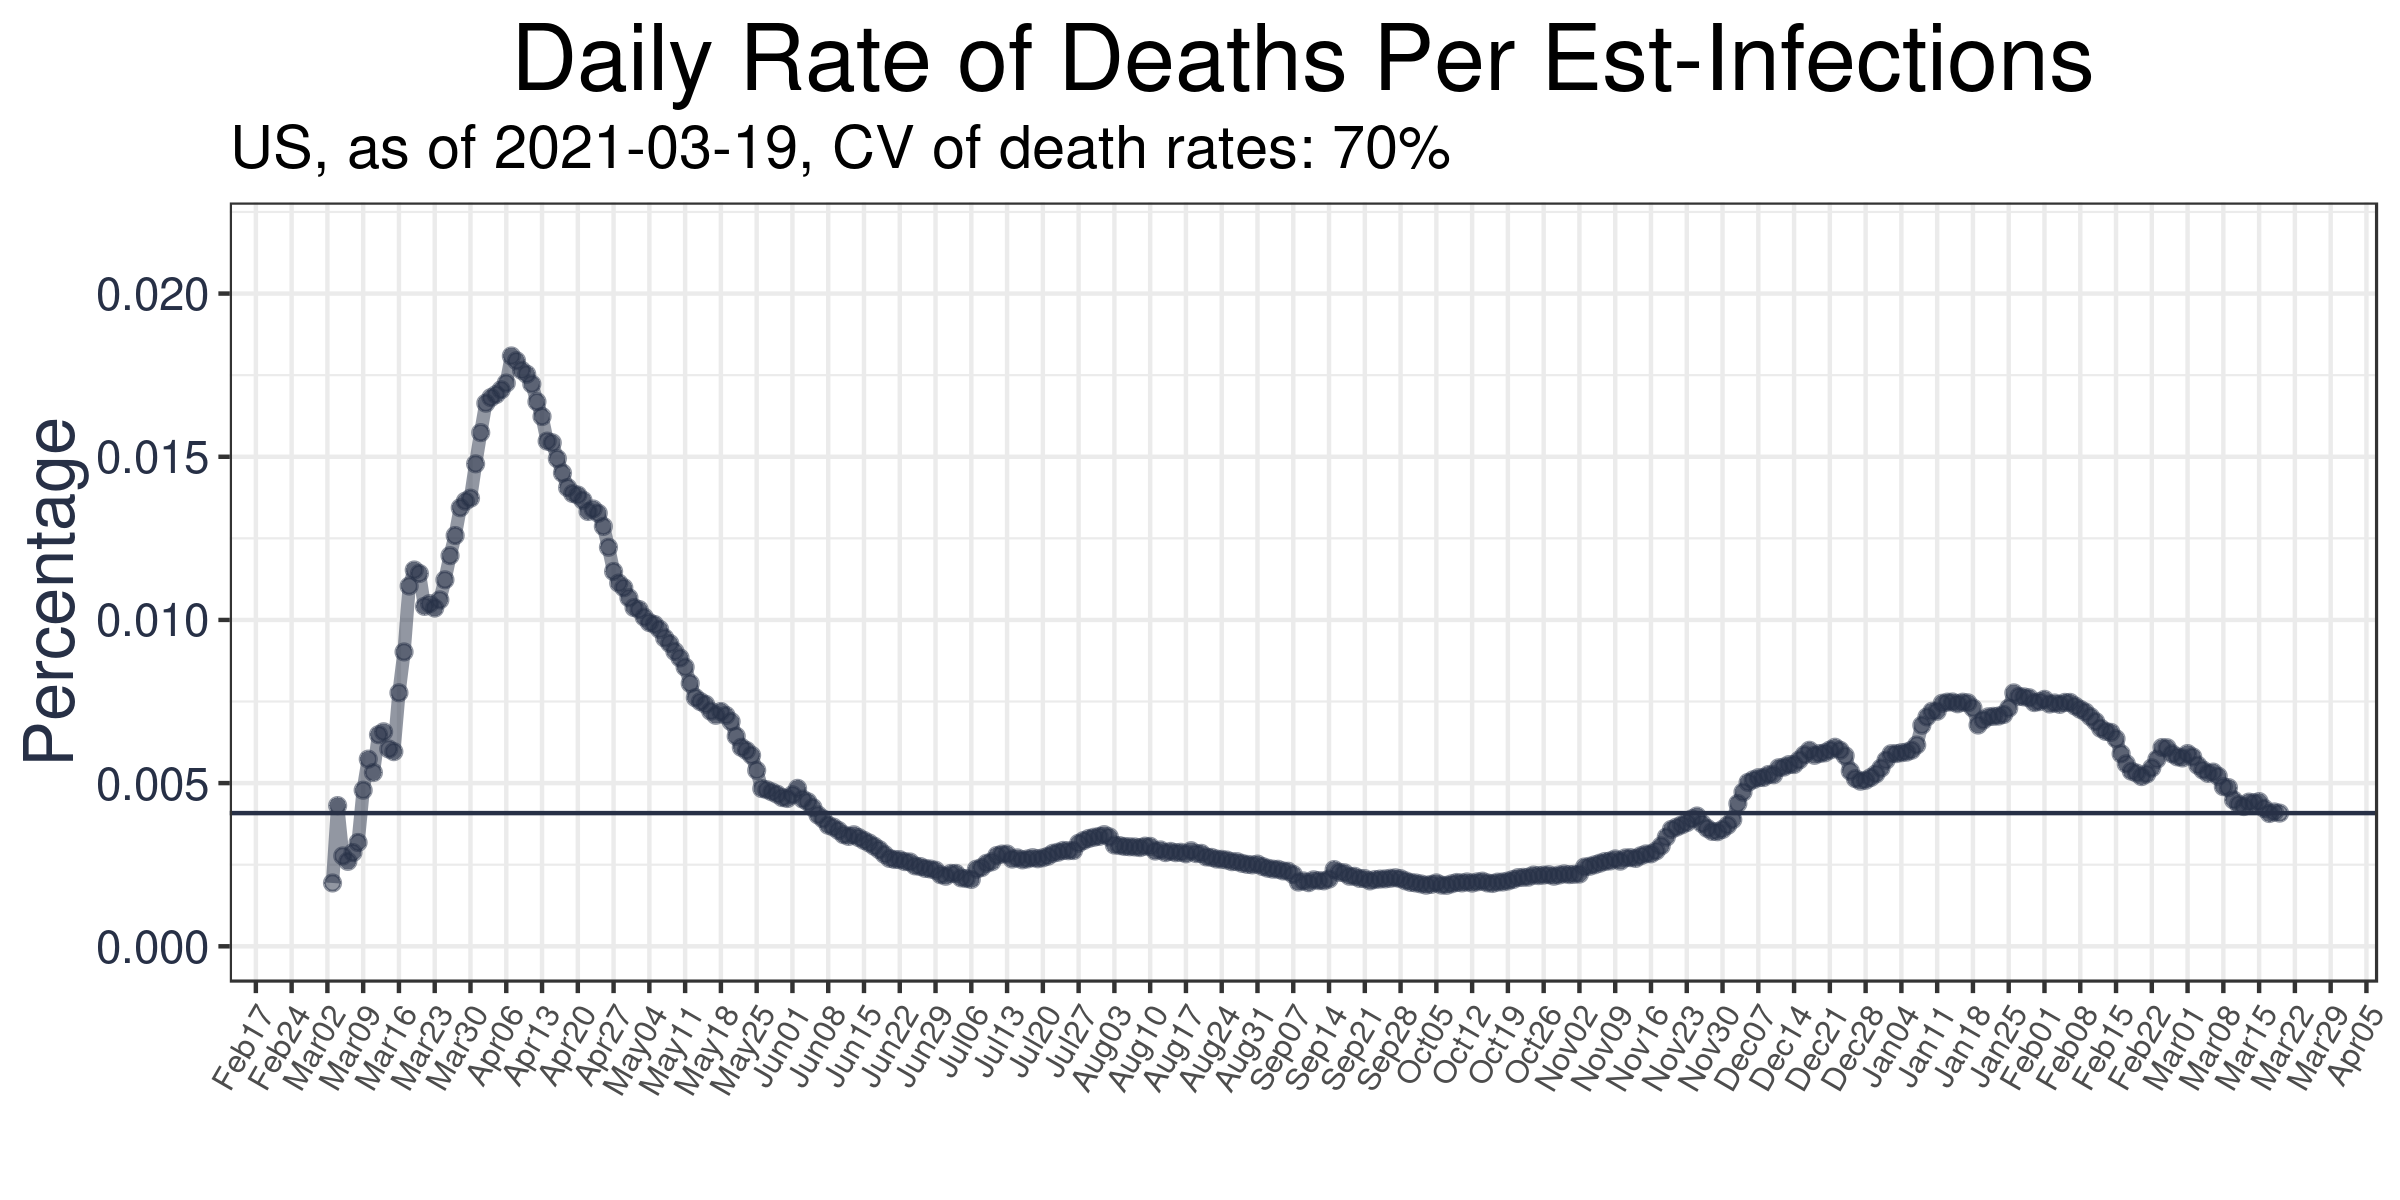 Daily Rate of Deaths Per Est-Infections
US, as of 2021-03-19, CV of death rates: 70%
Percentage
0.020
0.015
0.010
0.005
0.000
Feb17 Feb24 Mar02 Mar09 Mar16 Mar23 Mar30 Apr06 Apr13 Apr20 Apr27 May04 May11 May18 May25 Jun01 Jun08 Jun15 Jun22 Jun29 Jul06 Jul13 Jul20 Jul27 Aug03 Aug10 Aug17 Aug24 Aug31 Sep07 Sep14 Sep21 Sep28 Oct05 Oct12 Oct19 Oct26 Nov02 Nov09 Nov16 Nov23 Nov30 Dec07 Dec14 Dec21 Dec28 Jan04 Jan11 Jan18 Jan25 Feb01 Feb08 Feb15 Feb22 Mar01 Mar08 Mar15 Mar22 Mar29 Apr05